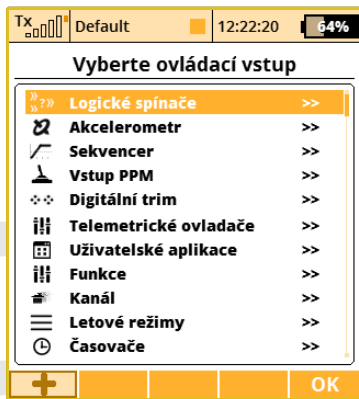 Tx Default 12:22:20 64%
Vyberte ovládací vstup
Logické spínače >>
Akcelerometr >>
Sekvencer >>
Vstup PPM >>
Digitální trim >>
Telemetrické ovladače >>
Uživatelské aplikace >>
Funkce >>
Kanál >>
Letové režimy >>
Časovače >>
OK